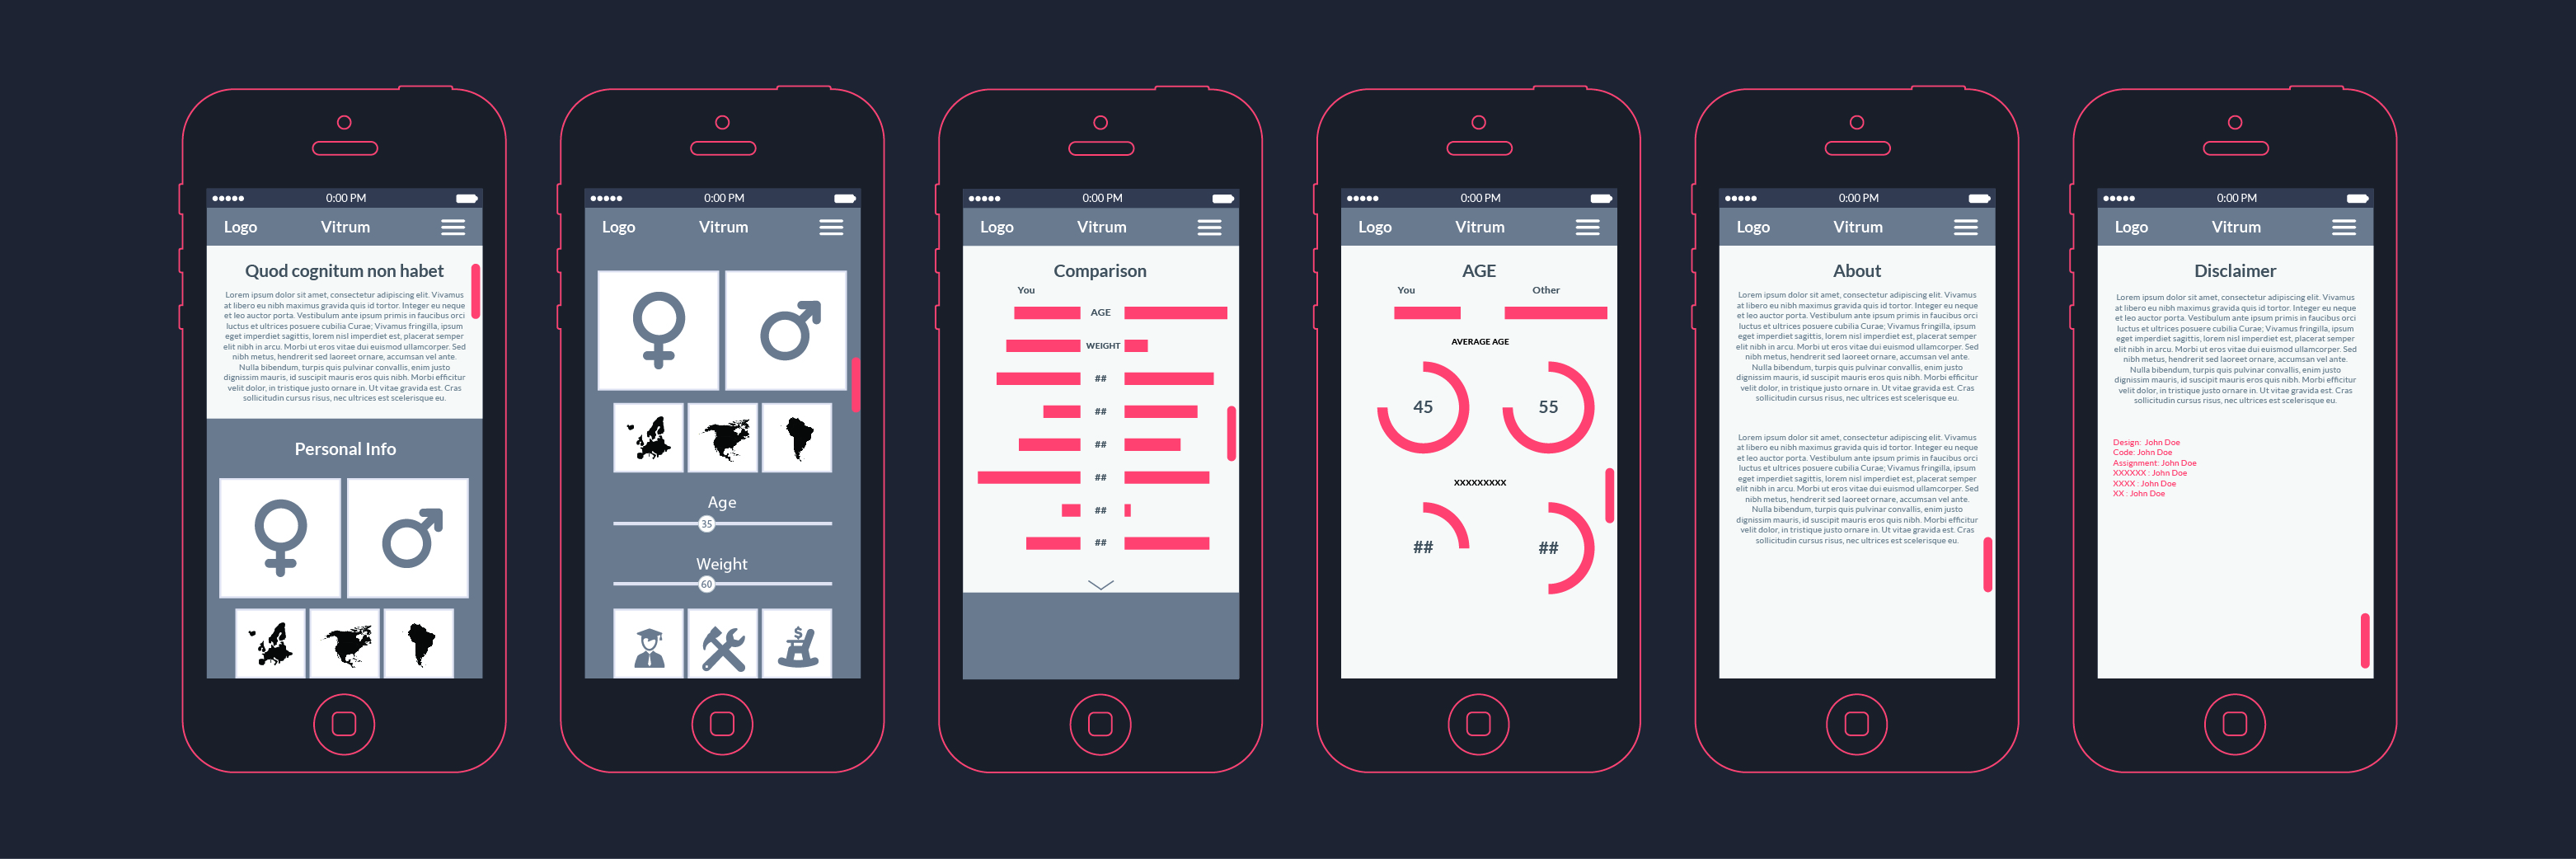 0:00 PM
Logo Vitrum
Quod cognitum non habet
Lorem ipsum dolor sit amet, consectetur adipiscing elit. Vivamus
at libero eu nibh maximus gravida quis id tortor. Integer eu neque
et leo auctor porta. Vestibulum ante ipsum primis in faucibus orci
luctus et ultrices posuere cubilia Curae; Vivamus fringilla, ipsum
eget imperdiet sagittis, lorem nisl imperdiet est, placerat semper
elit nibh in arcu. Morbi ut eros vitae dui euismod ullamcorper. Sed
nibh metus, hendrerit sed laoreet ornare, accumsan vel ante.
Nulla bibendum, turpis quis pulvinar convallis, enim justo
dignissim mauris, id suscipit mauris eros quis nibh. Morbi efficitur
velit dolor, in tristique justo ornare in. Ut vitae gravida est. Cras
sollicitudin cursus risus, nec ultrices est scelerisque eu.
Personal Info
0:00 PM
Logo Vitrum
Age
35
Weight
60
0:00 PM
Logo Vitrum
Comparison
You
AGE
WEIGHT
##
##
##
##
##
##
0:00 PM
Logo Vitrum
AGE
You Other
AVERAGE AGE
45 55
XXXXXXXXX
## ##
0:00 PM
Logo Vitrum
About
Lorem ipsum dolor sit amet, consectetur adipiscing elit. Vivamus
at libero eu nibh maximus gravida quis id tortor. Integer eu neque
et leo auctor porta. Vestibulum ante ipsum primis in faucibus orci
luctus et ultrices posuere cubilia Curae; Vivamus fringilla, ipsum
eget imperdiet sagittis, lorem nisl imperdiet est, placerat semper
elit nibh in arcu. Morbi ut eros vitae dui euismod ullamcorper. Sed
nibh metus, hendrerit sed laoreet ornare, accumsan vel ante.
Nulla bibendum, turpis quis pulvinar convallis, enim justo
dignissim mauris, id suscipit mauris eros quis nibh. Morbi efficitur
velit dolor, in tristique justo ornare in. Ut vitae gravida est. Cras
sollicitudin cursus risus, nec ultrices est scelerisque eu.
Lorem ipsum dolor sit amet, consectetur adipiscing elit. Vivamus
at libero eu nibh maximus gravida quis id tortor. Integer eu neque
et leo auctor porta. Vestibulum ante ipsum primis in faucibus orci
luctus et ultrices posuere cubilia Curae; Vivamus fringilla, ipsum
eget imperdiet sagittis, lorem nisl imperdiet est, placerat semper
elit nibh in arcu. Morbi ut eros vitae dui euismod ullamcorper. Sed
nibh metus, hendrerit sed laoreet ornare, accumsan vel ante.
Nulla bibendum, turpis quis pulvinar convallis, enim justo
dignissim mauris, id suscipit mauris eros quis nibh. Morbi efficitur
velit dolor, in tristique justo ornare in. Ut vitae gravida est. Cras
sollicitudin cursus risus, nec ultrices est scelerisque eu.
0:00 PM
Logo Vitrum
Disclaimer
Lorem ipsum dolor sit amet, consectetur adipiscing elit. Vivamus
at libero eu nibh maximus gravida quis id tortor. Integer eu neque
et leo auctor porta. Vestibulum ante ipsum primis in faucibus orci
luctus et ultrices posuere cubilia Curae; Vivamus fringilla, ipsum
eget imperdiet sagittis, lorem nisl imperdiet est, placerat semper
elit nibh in arcu. Morbi ut eros vitae dui euismod ullamcorper. Sed
nibh metus, hendrerit sed laoreet ornare, accumsan vel ante.
Nulla bibendum, turpis quis pulvinar convallis, enim justo
dignissim mauris, id suscipit mauris eros quis nibh. Morbi efficitur
velit dolor, in tristique justo ornare in. Ut vitae gravida est. Cras
sollicitudin cursus risus, nec ultrices est scelerisque eu.
Design: John Doe
Code: John Doe
Assignment: John Doe
XXXXXX : John Doe
XXXX : John Doe
XX : John Doe